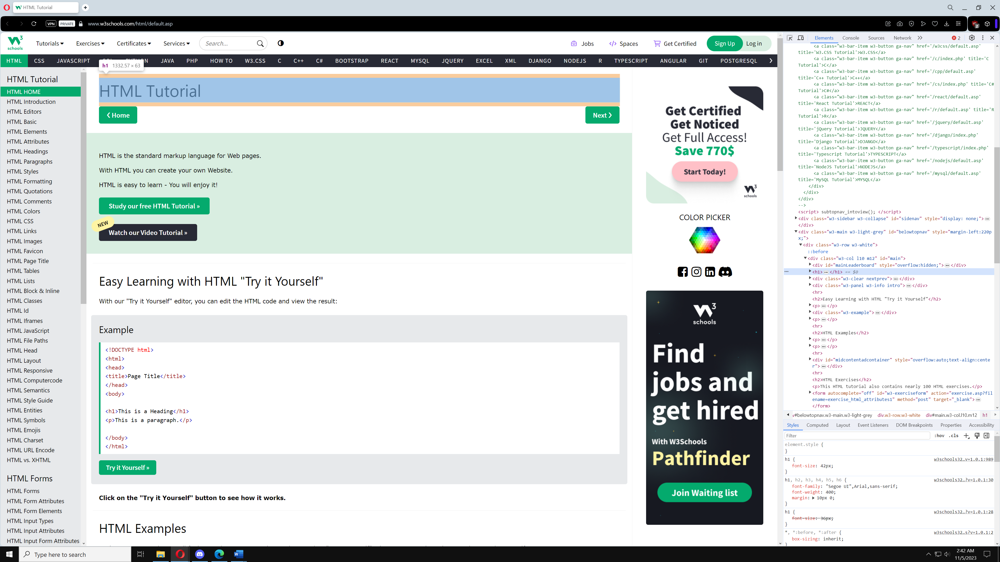 HTML Tutorial
VPN PRIVATE www.w3schools.com/html/default.asp
2
3
schools
Tutorials Exercises Certificates Services Search... Jobs Spaces Get Certified Sign Up Log in
HTML CSS JAVASCRIPT JAVA PHP HOW TO W3.CSS C C++ C# BOOTSTRAP REACT MYSQL JQUERY EXCEL XML DJANGO NODEJS R TYPESCRIPT ANGULAR GIT POSTGRESQL
h1 1332.57 × 63
HTML Tutorial
HTML HOME
HTML Introduction
HTML Editors
HTML Basic
HTML Elements
HTML Attributes
HTML Headings
HTML Paragraphs
HTML Styles
HTML Formatting
HTML Quotations
HTML Comments
HTML Colors
HTML CSS
HTML Links
HTML Images
HTML Favicon
HTML Page Title
HTML Tables
HTML Lists
HTML Block & Inline
HTML Classes
HTML Id
HTML Iframes
HTML JavaScript
HTML File Paths
HTML Head
HTML Layout
HTML Responsive
HTML Computercode
HTML Semantics
HTML Style Guide
HTML Entities
HTML Symbols
HTML Emojis
HTML Charset
HTML URL Encode
HTML vs. XHTML
HTML Forms
HTML Forms
HTML Form Attributes
HTML Form Elements
HTML Input Types
HTML Input Attributes
HTML Input Form Attributes
HTML Tutorial
❮ Home
Next ❯
HTML is the standard markup language for Web pages.
With HTML you can create your own Website.
HTML is easy to learn - You will enjoy it!
Study our free HTML Tutorial »
NEW
Watch our Video Tutorial »
Easy Learning with HTML "Try it Yourself"
With our "Try it Yourself" editor, you can edit the HTML code and view the result:
Example
<!DOCTYPE html>
<html>
<head>
<title>Page Title</title>
</head>
<body>
<h1>This is a Heading</h1>
<p>This is a paragraph.</p>
</body>
</html>
Try it Yourself »
Click on the "Try it Yourself" button to see how it works.
HTML Examples
Get Certified
Get Noticed
Get Full Access!
Save 770$
Start Today!
3
schools
COLOR PICKER
3
schools
Find
jobs and
get hired
With W3Schools
Pathfinder
Join Waiting list
Elements Console Sources Network 2
<a class="w3-bar-item w3-button ga-nav" href='/w3css/default.asp'
title='W3.CSS Tutorial'>W3.CSS</a>
<a class="w3-bar-item w3-button ga-nav" href='/c/index.php' title='C
Tutorial'>C</a>
<a class="w3-bar-item w3-button ga-nav" href='/cpp/default.asp'
title='C++ Tutorial'>C++</a>
<a class="w3-bar-item w3-button ga-nav" href='/cs/index.php' title='C#
Tutorial'>C#</a>
<a class="w3-bar-item w3-button ga-nav" href='/react/default.asp'
title='React Tutorial'>REACT</a>
<a class="w3-bar-item w3-button ga-nav" href='/r/default.asp' title='R
Tutorial'>R</a>
<a class="w3-bar-item w3-button ga-nav" href='/jquery/default.asp'
title='jQuery Tutorial'>JQUERY</a>
<a class="w3-bar-item w3-button ga-nav" href='/django/index.php'
title='Django Tutorial'>DJANGO</a>
<a class="w3-bar-item w3-button ga-nav" href='/typescript/index.php'
title='Typescript Tutorial'>TYPESCRIPT</a>
<a class="w3-bar-item w3-button ga-nav" href='/nodejs/default.asp'
title='NodeJS Tutorial'>NODEJS</a>
<a class="w3-bar-item w3-button ga-nav" href='/mysql/default.asp'
title='MySQL Tutorial'>MYSQL</a>
</div>
</div>
</div>
-->
<script> subtopnav_intoview(); </script>
<div class="w3-sidebar w3-collapse" id="sidenav" style="display: none;">
</div>
<div class="w3-main w3-light-grey" id="belowtopnav" style="margin-left:220p
x;">
<div class="w3-row w3-white">
::before
<div class="w3-col l10 m12" id="main">
<div id="mainLeaderboard" style="overflow:hidden;"> </div>
<h1> </h1> == $0
<div class="w3-clear nextprev"> </div>
<div class="w3-panel w3-info intro"> </div>
<hr>
<h2>Easy Learning with HTML "Try it Yourself"</h2>
<p> </p>
<div class="w3-example"> </div>
<p> </p>
<hr>
<h2>HTML Examples</h2>
<p> </p>
<p> </p>
<hr>
<div id="midcontentadcontainer" style="overflow:auto;text-align:cente
r"> </div>
<hr>
<h2>HTML Exercises</h2>
<p>This HTML tutorial also contains nearly 100 HTML exercises.</p>
<form autocomplete="off" id="w3-exerciseform" action="exercise.asp?fil
ename=exercise_html_attributes1" method="post" target="_blank">
</form>
v#belowtopnav.w3-main.w3-light-grey div.w3-row.w3-white div#main.w3-col.l10.m12 h1
Styles Computed Layout Event Listeners DOM Breakpoints Properties Accessibility
Filter :hov .cls
element.style {
}
h1 { w3schools32…v=1.0.1:989
font-size: 42px;
}
h1, h2, h3, h4, h5, h6 { w3schools32…?v=1.0.1:30
font-family: "Segoe UI",Arial,sans-serif;
font-weight: 400;
margin: 10px 0;
}
h1 { w3schools32…?v=1.0.1:28
font-size: 36px;
}
*, *:before, *:after { w3schools32…s?v=1.0.1:2
box-sizing: inherit;
}
Type here to search
2:42 AM
11/5/2023